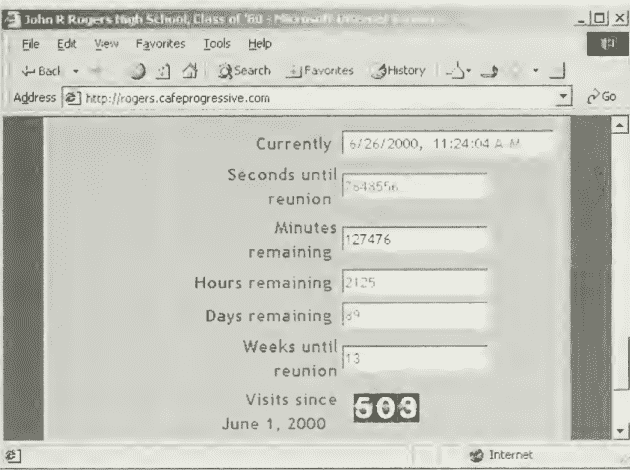 John R Rogers High School, Class of '60 - Microsoft Internet
File Edit View Favorites Tools Help
Back Search Favorites History
Address http://rogers.cafeprogressive.com Go
Currently 6/26/2000, 11:24:04 AM
Seconds until
7648556
reunion
Minutes
127476
remaining
Hours remaining 2125
Days remaining 89
Weeks until
13
reunion
Visits since
503
June 1, 2000
Internet